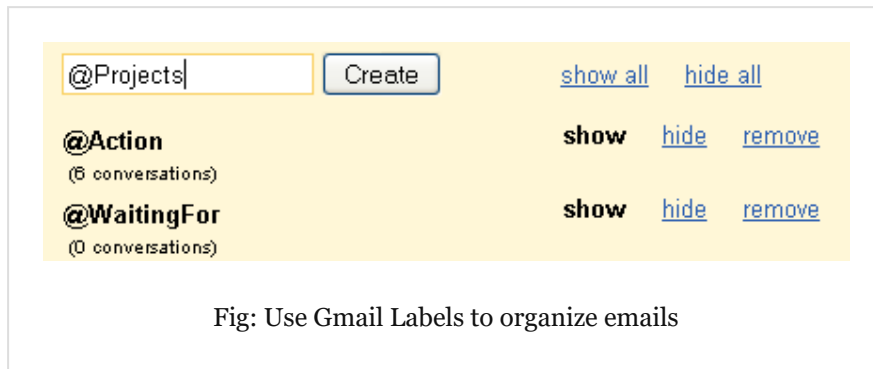 @Projects Create show all hide all
@Action show hide remove
(6 conversations)
@WaitingFor show hide remove
(0 conversations)
Fig: Use Gmail Labels to organize emails